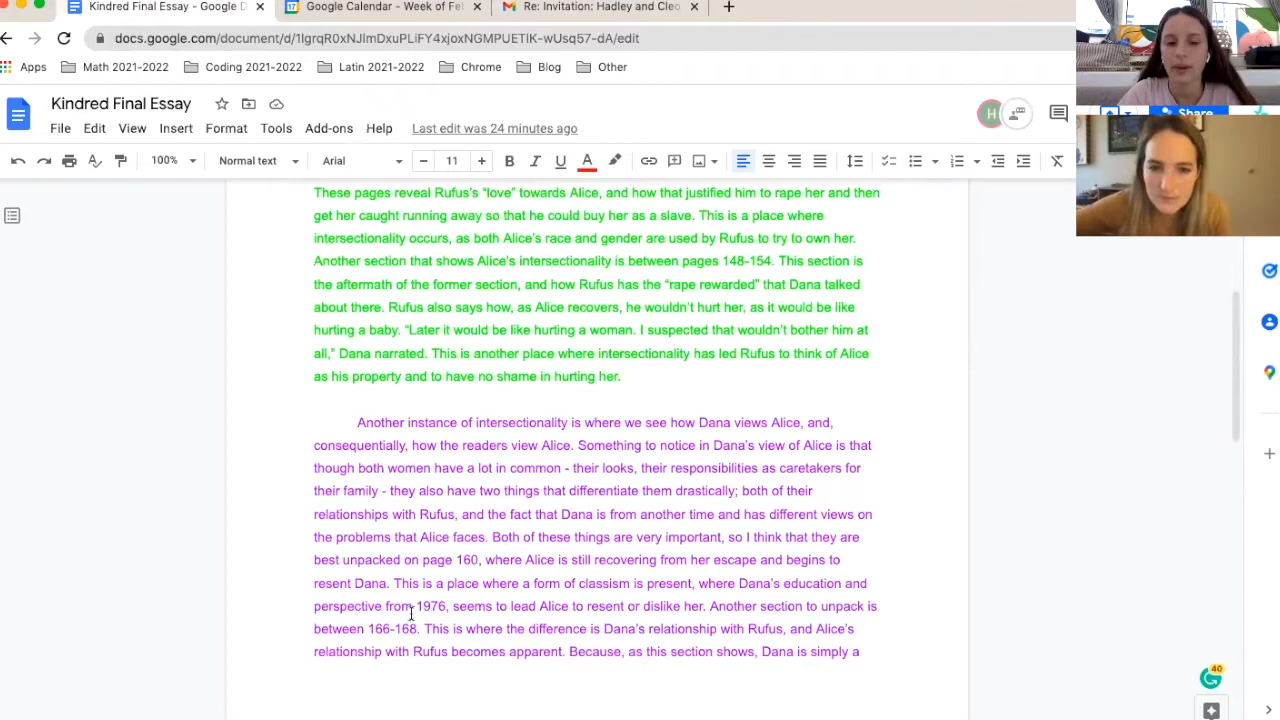 Kindred Final Essay - Google D
Google Calendar - Week of Fe
Re: Invitation: Hadley and Cleo
docs.google.com/document/d/1IgrqR0xNJImDxuPLiFY4xjoxNGMPUETIK-wUsq57-dA/edit
Apps Math 2021-2022 Coding 2021-2022 Latin 2021-2022 Chrome Blog Other
Kindred Final Essay
H
Share
File Edit View Insert Format Tools Add-ons Help Last edit was 24 minutes ago
100% Normal text Arial 11 B I U A
These pages reveal Rufus's “love” towards Alice, and how that justified him to rape her and then
get her caught running away so that he could buy her as a slave. This is a place where
intersectionality occurs, as both Alice's race and gender are used by Rufus to try to own her.
Another section that shows Alice's intersectionality is between pages 148-154. This section is
the aftermath of the former section, and how Rufus has the “rape rewarded” that Dana talked
about there. Rufus also says how, as Alice recovers, he wouldn't hurt her, as it would be like
hurting a baby. “Later it would be like hurting a woman. I suspected that wouldn't bother him at
all,” Dana narrated. This is another place where intersectionality has led Rufus to think of Alice
as his property and to have no shame in hurting her.
Another instance of intersectionality is where we see how Dana views Alice, and,
consequentially, how the readers view Alice. Something to notice in Dana's view of Alice is that
though both women have a lot in common - their looks, their responsibilities as caretakers for
their family - they also have two things that differentiate them drastically; both of their
relationships with Rufus, and the fact that Dana is from another time and has different views on
the problems that Alice faces. Both of these things are very important, so I think that they are
best unpacked on page 160, where Alice is still recovering from her escape and begins to
resent Dana. This is a place where a form of classism is present, where Dana's education and
perspective from 1976, seems to lead Alice to resent or dislike her. Another section to unpack is
between 166-168. This is where the difference is Dana's relationship with Rufus, and Alice's
relationship with Rufus becomes apparent. Because, as this section shows, Dana is simply a
40